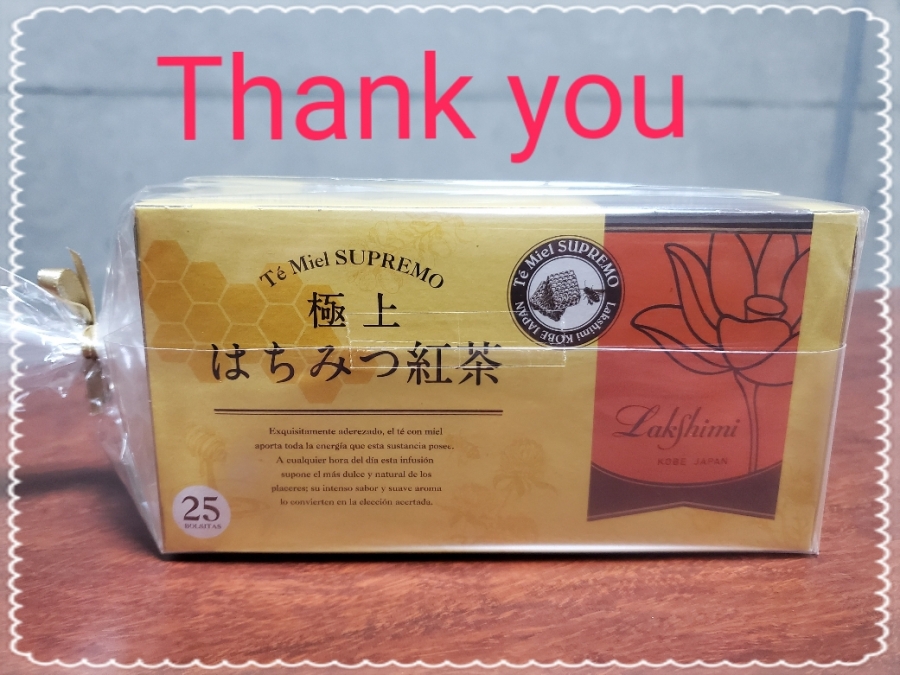 Thank you
Té Miel SUPREMO
極上
はちみつ紅茶
Exquisitamente aderezado, el té con miel
aporta toda la energía que esta sustancia posee.
A cualquier hora del día esta infusión
supone el más dulce y natural de los
placeres; su intenso sabor y suave aroma
lo convierten en la elección acertada.
25
BOLSITAS
Té Miel SUPREMO
Lakshimi KOBE JAPAN
Lakshimi
KOBE JAPAN